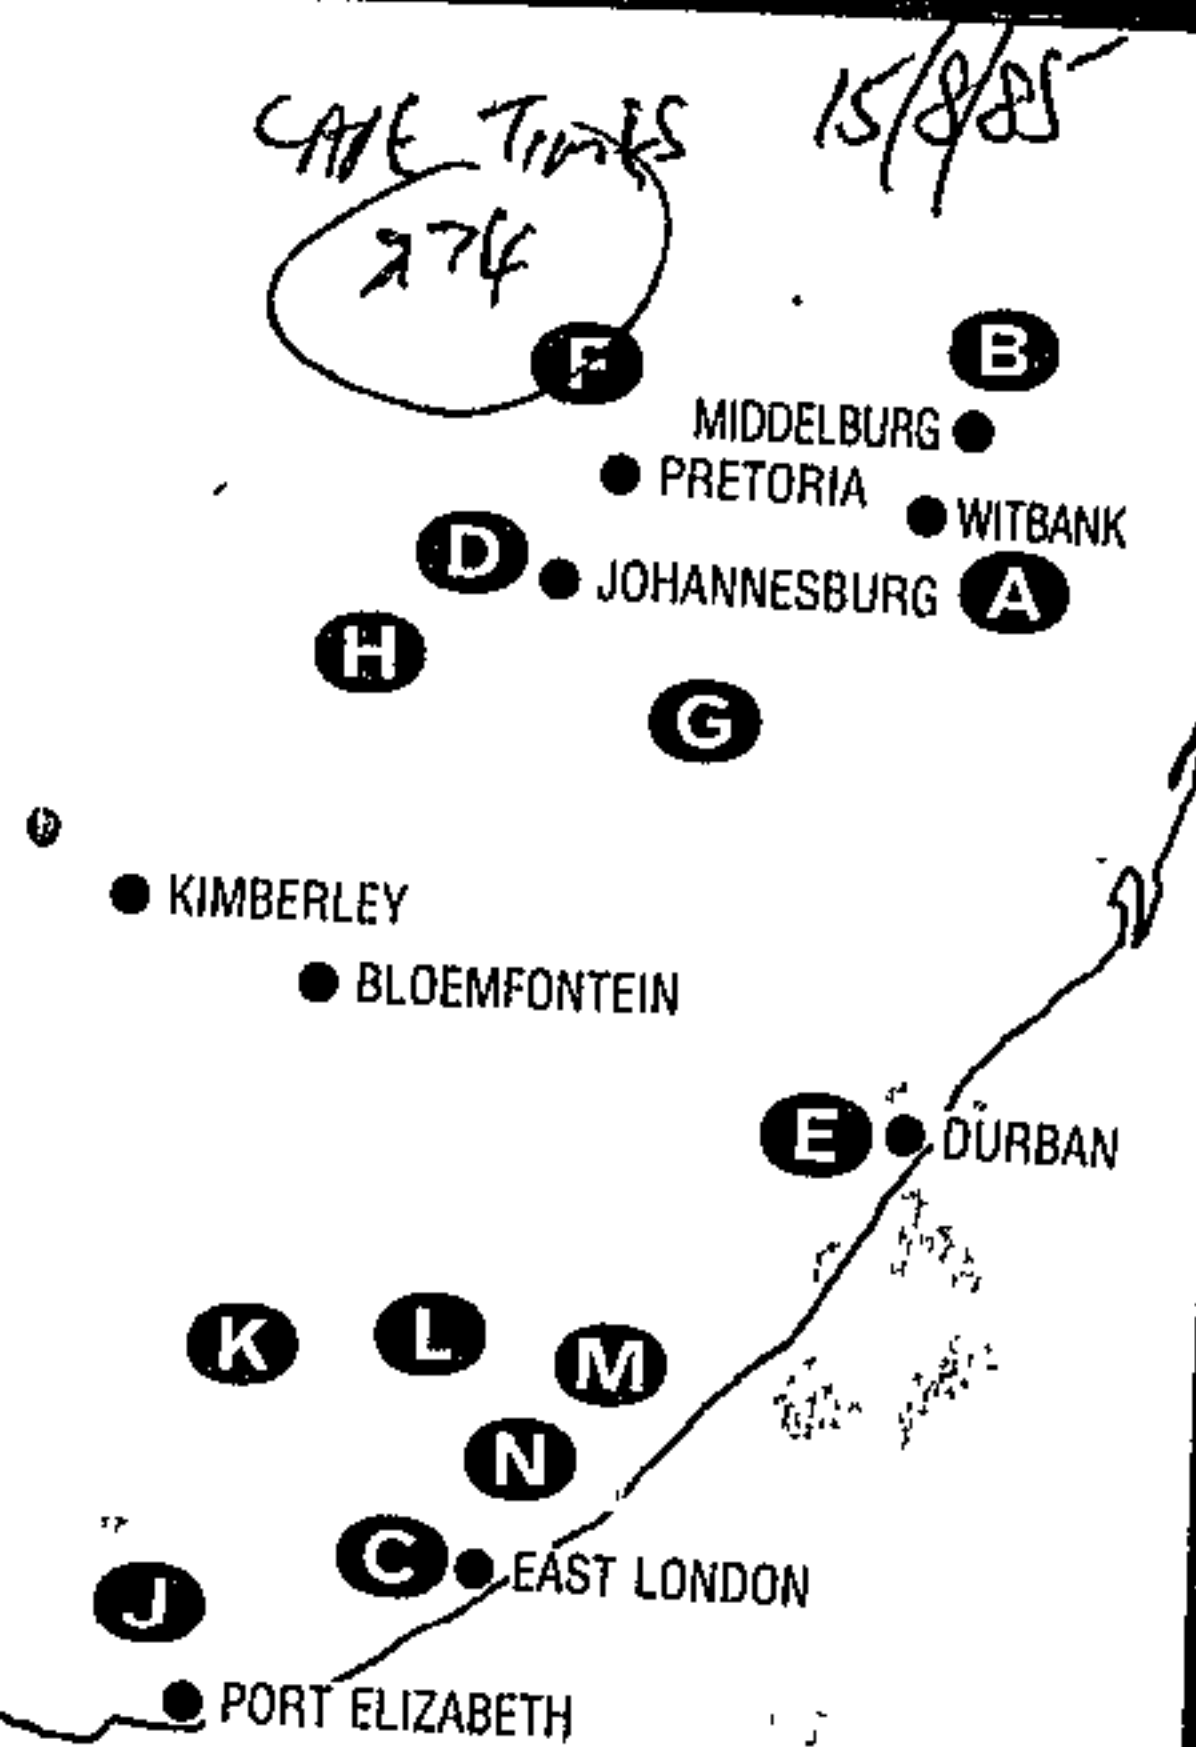 CAPE TIMES 15/8/85
274
F B
MIDDELBURG
PRETORIA
WITBANK
D JOHANNESBURG A
H
G
KIMBERLEY
BLOEMFONTEIN
E DURBAN
K L M
N
C EAST LONDON
J
PORT ELIZABETH